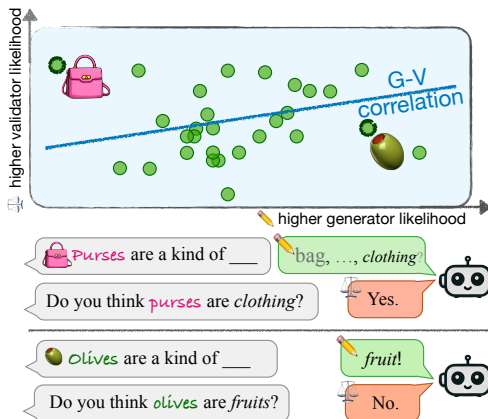 higher validator likelihood
G-V
correlation
higher generator likelihood
Purses are a kind of ___
bag, ..., clothing?
Do you think purses are clothing?
Yes.
Olives are a kind of ___
fruit!
Do you think olives are fruits?
No.